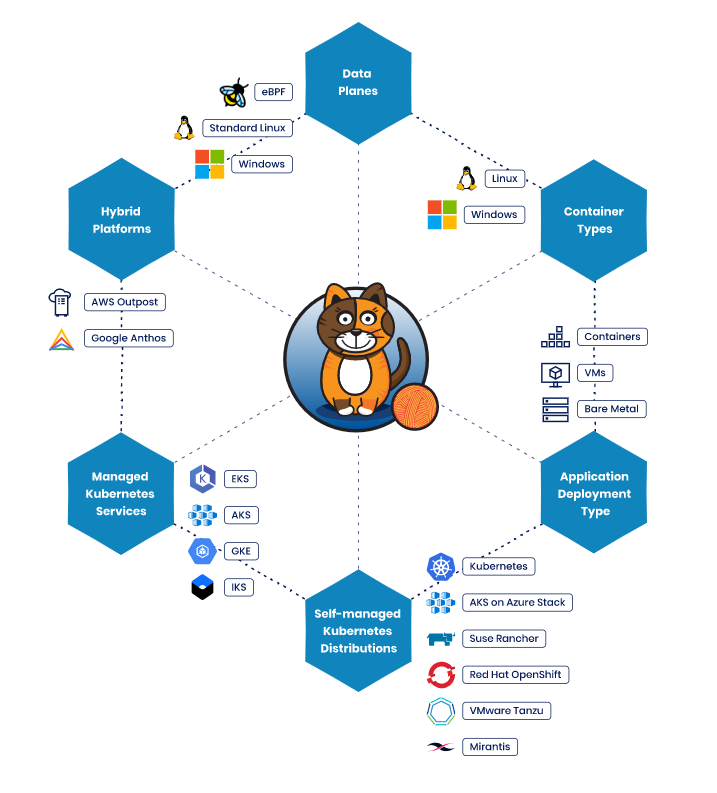 Data
Planes
eBPF
Standard Linux
Windows
Linux
Windows
Hybrid
Platforms
Container
Types
AWS Outpost
Google Anthos
Containers
VMs
Bare Metal
Managed
Kubernetes
Services
EKS
AKS
GKE
IKS
Application
Deployment
Type
Self-managed
Kubernetes
Distributions
Kubernetes
AKS on Azure Stack
Suse Rancher
Red Hat OpenShift
VMware Tanzu
Mirantis